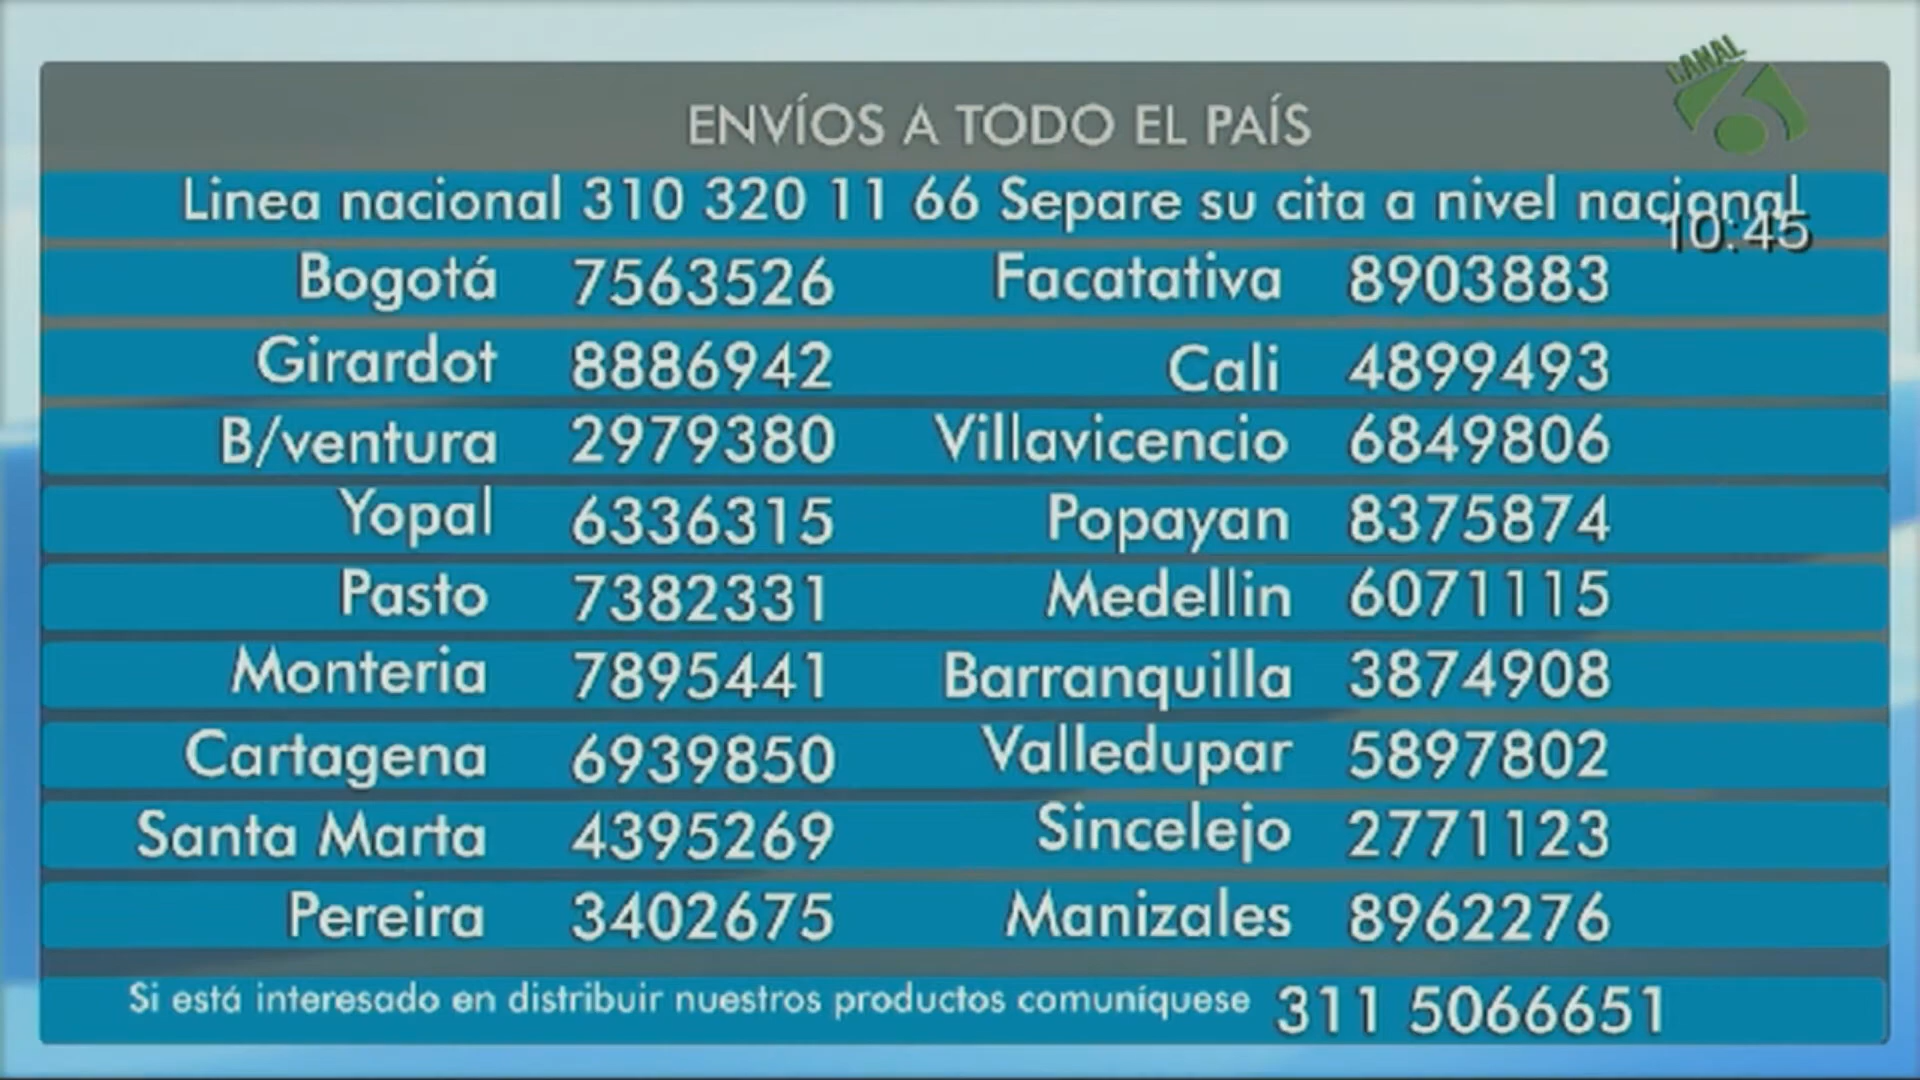 CANAL
6
ENVÍOS A TODO EL PAÍS
Linea nacional 310 320 11 66 Separe su cita a nivel nacional
10:45
Bogotá 7563526 Facatativa 8903883
Girardot 8886942 Cali 4899493
B/ventura 2979380 Villavicencio 6849806
Yopal 6336315 Popayan 8375874
Pasto 7382331 Medellin 6071115
Monteria 7895441 Barranquilla 3874908
Cartagena 6939850 Valledupar 5897802
Santa Marta 4395269 Sincelejo 2771123
Pereira 3402675 Manizales 8962276
Si está interesado en distribuir nuestros productos comuníquese 311 5066651